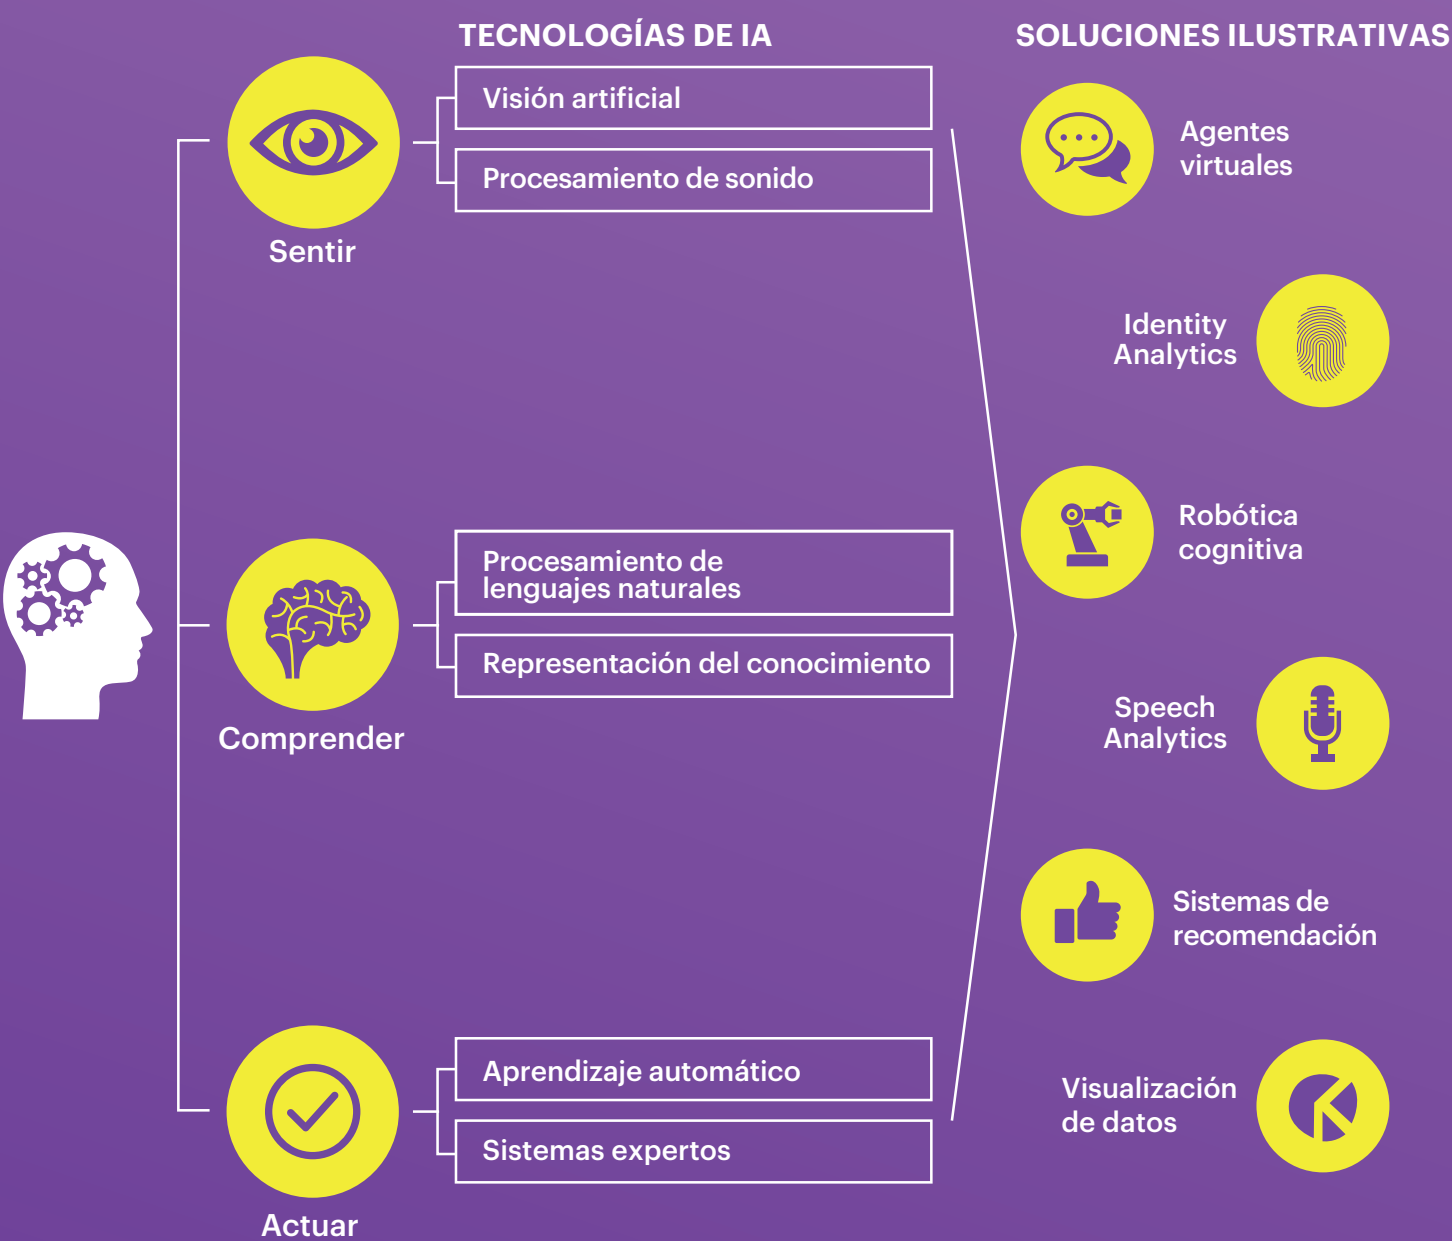 TECNOLOGÍAS DE IA
SOLUCIONES ILUSTRATIVAS
Sentir
Visión artificial
Procesamiento de sonido
Comprender
Procesamiento de
lenguajes naturales
Representación del conocimiento
Actuar
Aprendizaje automático
Sistemas expertos
Agentes
virtuales
Identity
Analytics
Robótica
cognitiva
Speech
Analytics
Sistemas de
recomendación
Visualización
de datos